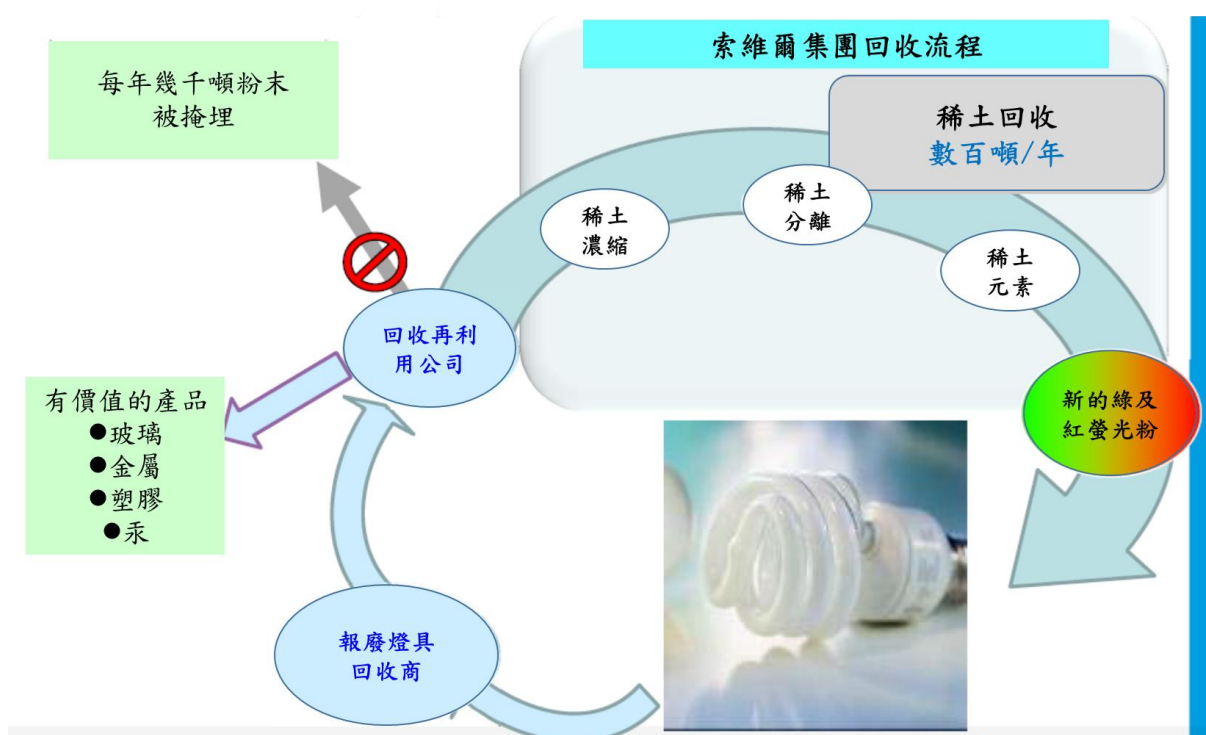 索維爾集團回收流程
每年幾千噸粉末
被掩埋
稀土回收
數百噸/年
稀土
濃縮
稀土
分離
稀土
元素
回收再利
用公司
新的綠及
紅螢光粉
有價值的產品
●玻璃
●金屬
●塑膠
●汞
報廢燈具
回收商